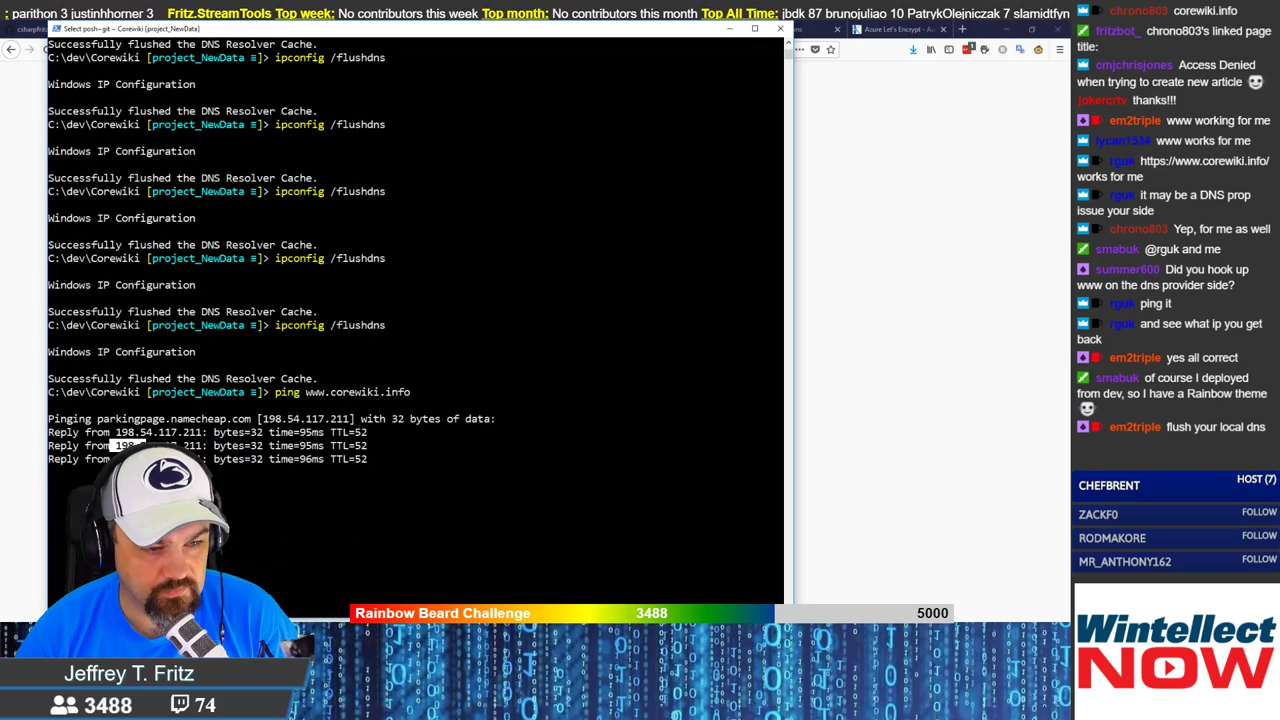 : parithon 3 justinhhorner 3 Fritz.StreamTools Top week: No contributors this week Top month: No contributors this month Top All Time: jbdk 87 brunojuliao 10 PatrykOlejniczak 7 slamidtfyn
Select posh~git ~ Corewiki [project_NewData]
Azure Let's Encrypt
Successfully flushed the DNS Resolver Cache.
C:\dev\Corewiki [project_NewData ≡]> ipconfig /flushdns
Windows IP Configuration
Successfully flushed the DNS Resolver Cache.
C:\dev\Corewiki [project_NewData ≡]> ipconfig /flushdns
Windows IP Configuration
Successfully flushed the DNS Resolver Cache.
C:\dev\Corewiki [project_NewData ≡]> ipconfig /flushdns
Windows IP Configuration
Successfully flushed the DNS Resolver Cache.
C:\dev\Corewiki [project_NewData ≡]> ipconfig /flushdns
Windows IP Configuration
Successfully flushed the DNS Resolver Cache.
C:\dev\Corewiki [project_NewData ≡]> ipconfig /flushdns
Windows IP Configuration
Successfully flushed the DNS Resolver Cache.
C:\dev\Corewiki [project_NewData ≡]> ping www.corewiki.info
Pinging parkingpage.namecheap.com [198.54.117.211] with 32 bytes of data:
Reply from 198.54.117.211: bytes=32 time=95ms TTL=52
Reply from 198.54.117.211: bytes=32 time=95ms TTL=52
Reply from bytes=32 time=96ms TTL=52
chrono803 corewiki.info
fritzbot_ chrono803's linked page
title:
cmjchrisjones Access Denied
when trying to create new article
jokercrtv thanks!!!
em2triple www working for me
lycan1534 www works for me
rguk https://www.corewiki.info/
works for me
rguk it may be a DNS prop
issue your side
chrono803 Yep, for me as well
smabuk @rguk and me
summer600 Did you hook up
www on the dns provider side?
rguk ping it
rguk and see what ip you get
back
em2triple yes all correct
smabuk of course I deployed
from dev, so I have a Rainbow theme
em2triple flush your local dns
CHEFBRENT HOST (7)
ZACKF0 FOLLOW
RODMAKORE FOLLOW
MR_ANTHONY162 FOLLOW
Rainbow Beard Challenge 3488 5000
Wintellect
NOW
Jeffrey T. Fritz
3488 74